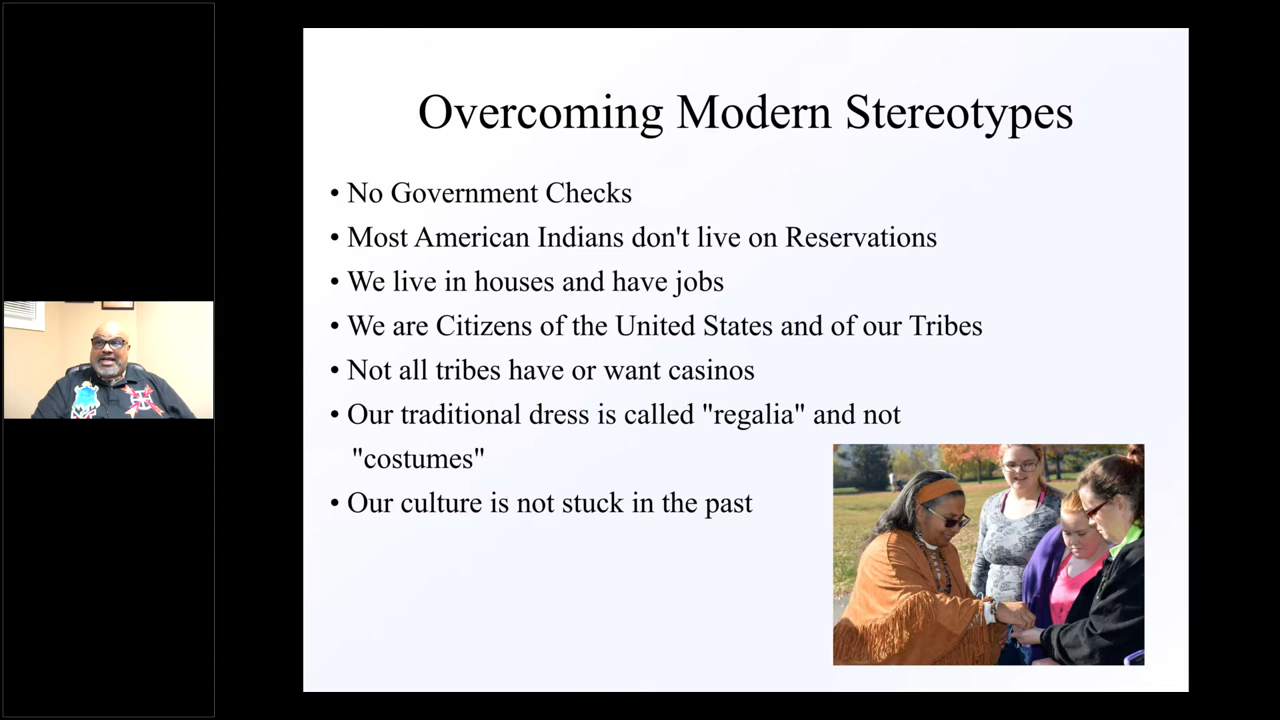 Overcoming Modern Stereotypes
• No Government Checks
• Most American Indians don't live on Reservations
• We live in houses and have jobs
• We are Citizens of the United States and of our Tribes
• Not all tribes have or want casinos
• Our traditional dress is called "regalia" and not
"costumes"
• Our culture is not stuck in the past